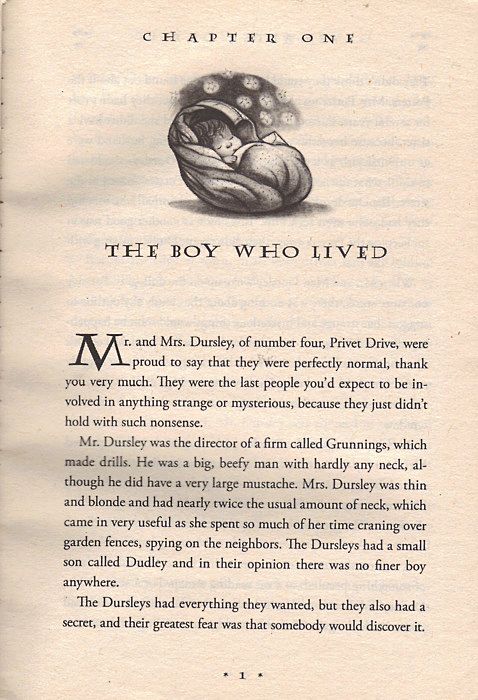 CHAPTER ONE
THE BOY WHO LIVED
Mr. and Mrs. Dursley, of number four, Privet Drive, were
proud to say that they were perfectly normal, thank
you very much. They were the last people you'd expect to be in-
volved in anything strange or mysterious, because they just didn't
hold with such nonsense.
Mr. Dursley was the director of a firm called Grunnings, which
made drills. He was a big, beefy man with hardly any neck, al-
though he did have a very large mustache. Mrs. Dursley was thin
and blonde and had nearly twice the usual amount of neck, which
came in very useful as she spent so much of her time craning over
garden fences, spying on the neighbors. The Dursleys had a small
son called Dudley and in their opinion there was no finer boy
anywhere.
The Dursleys had everything they wanted, but they also had a
secret, and their greatest fear was that somebody would discover it.
* 1 *